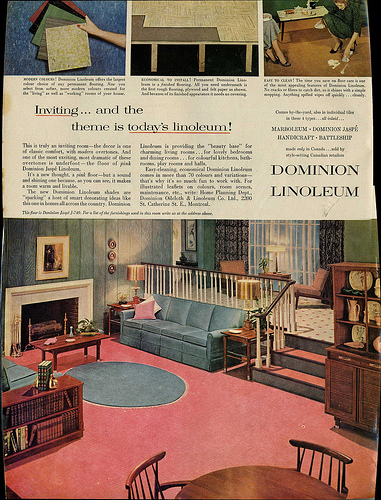 MODERN COLOURS! Dominion Linoleum offers the largest
choice of any permanent flooring. Now you
select from softer, more modern colours created for
the "living" as well as "working" rooms of your house.
ECONOMICAL TO INSTALL! Permanent Dominion Lino-
leum is a finished flooring. All you need underneath is
the first rough flooring, plywood and felt paper as shown.
And because of its finished appearance it needs no covering.
EASY TO CLEAN! The time you save on floor care is one
of the most appealing features of Dominion Linoleum.
No cracks or seams to catch dirt, so it shines with a simple
mopping. Anything spilled wipes off quickly . . . cleanly.
Inviting... and the
theme is today's linoleum!
This is truly an inviting room—the decor is one
of classic comfort, with modern overtones. And
one of the most exciting, most dramatic of these
overtones is underfoot—the floor of pink
Dominion Jaspé Linoleum.
It's a new thought, a pink floor—but a sound
and shining one because, as you can see, it makes
a room warm and livable.
The new Dominion Linoleum shades are
"sparking" a host of smart decorating ideas like
this one in homes all across the country. Dominion
Linoleum is providing the "beauty base" for
charming living rooms . . . for lovely bedrooms
and dining rooms . . . for colourful kitchens, bath-
rooms, play rooms and halls.
Easy-cleaning, economical Dominion Linoleum
comes in more than 70 colours and variations—
that's why it's so much fun to work with. For
illustrated leaflets on colours, room scenes,
maintenance, etc., write: Home Planning Dept.,
Dominion Oilcloth & Linoleum Co. Ltd., 2200
St. Catherine St. E., Montreal.
Comes by-the-yard, also in individual tiles
in these 4 types
MARBOLEUM • DOMINION JASPÉ
HANDICRAFT • BATTLESHIP
made only in Canada . . . sold by
style-setting Canadian retailers
DOMINION
LINOLEUM
This floor is Dominion Jaspé J-740. For a list of the furnishings used in this room write us at the address above.